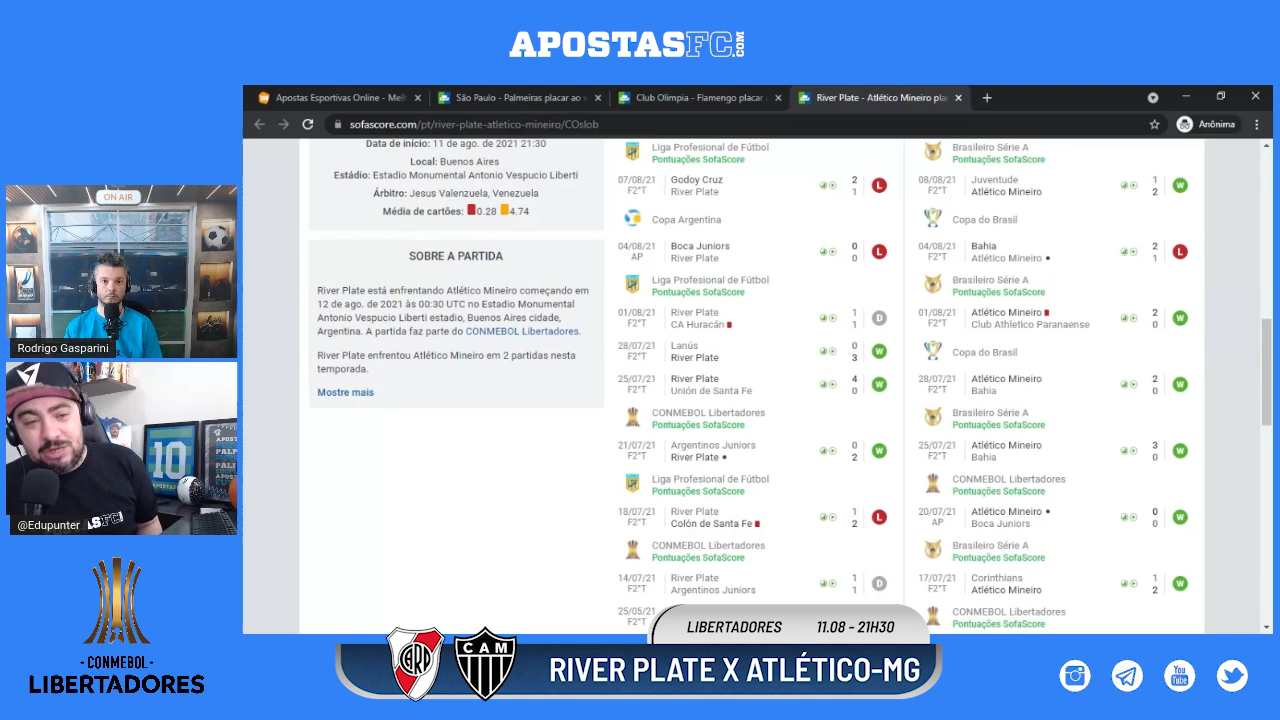 APOSTASFC.COM
Apostas Esportivas Online - Melh
São Paulo - Palmeiras placar ao v
Club Olimpia - Flamengo placar a
River Plate - Atlético Mineiro plac
sofascore.com/pt/river-plate-atletico-mineiro/COslob
Anônima
Data de início: 11 de ago. de 2021 21:30
Local: Buenos Aires
Estádio: Estadio Monumental Antonio Vespucio Liberti
Árbitro: Jesus Valenzuela, Venezuela
Média de cartões: 0.28 4.74
SOBRE A PARTIDA
River Plate está enfrentando Atlético Mineiro começando em
12 de ago. de 2021 às 00:30 UTC no Estadio Monumental
Antonio Vespucio Liberti estadio, Buenos Aires cidade,
Argentina. A partida faz parte do CONMEBOL Libertadores.
River Plate enfrentou Atlético Mineiro em 2 partidas nesta
temporada.
Mostre mais
Liga Profesional de Fútbol
Pontuações SofaScore
07/08/21 Godoy Cruz 2
F2°T River Plate 1 L
Copa Argentina
04/08/21 Boca Juniors 0
AP River Plate 0 L
Liga Profesional de Fútbol
Pontuações SofaScore
01/08/21 River Plate 1
F2°T CA Huracán 1 D
28/07/21 Lanús 0
F2°T River Plate 3 W
25/07/21 River Plate 4
F2°T Unión de Santa Fe 0 W
CONMEBOL Libertadores
Pontuações SofaScore
21/07/21 Argentinos Juniors 0
F2°T River Plate 2 W
Liga Profesional de Fútbol
Pontuações SofaScore
18/07/21 River Plate 1
F2°T Colón de Santa Fe 2 L
CONMEBOL Libertadores
Pontuações SofaScore
14/07/21 River Plate 1
F2°T Argentinos Juniors 1 D
25/05/21
F2°T
Brasileiro Série A
Pontuações SofaScore
08/08/21 Juventude 1
F2°T Atlético Mineiro 2 W
Copa do Brasil
04/08/21 Bahia 2
F2°T Atlético Mineiro 1 L
Brasileiro Série A
Pontuações SofaScore
01/08/21 Atlético Mineiro 2
F2°T Club Athletico Paranaense 0 W
Copa do Brasil
28/07/21 Atlético Mineiro 2
F2°T Bahia 0 W
Brasileiro Série A
Pontuações SofaScore
25/07/21 Atlético Mineiro 3
F2°T Bahia 0 W
CONMEBOL Libertadores
Pontuações SofaScore
20/07/21 Atlético Mineiro 0
AP Boca Juniors 0 W
Brasileiro Série A
Pontuações SofaScore
17/07/21 Corinthians 1
F2°T Atlético Mineiro 2 W
CONMEBOL Libertadores
Pontuações SofaScore
ON AIR
Rodrigo Gasparini
10
@Edupunter
- CONMEBOL -
LIBERTADORES
CARP
CAM
LIBERTADORES 11.08 - 21H30
RIVER PLATE X ATLÉTICO-MG
You
Tube